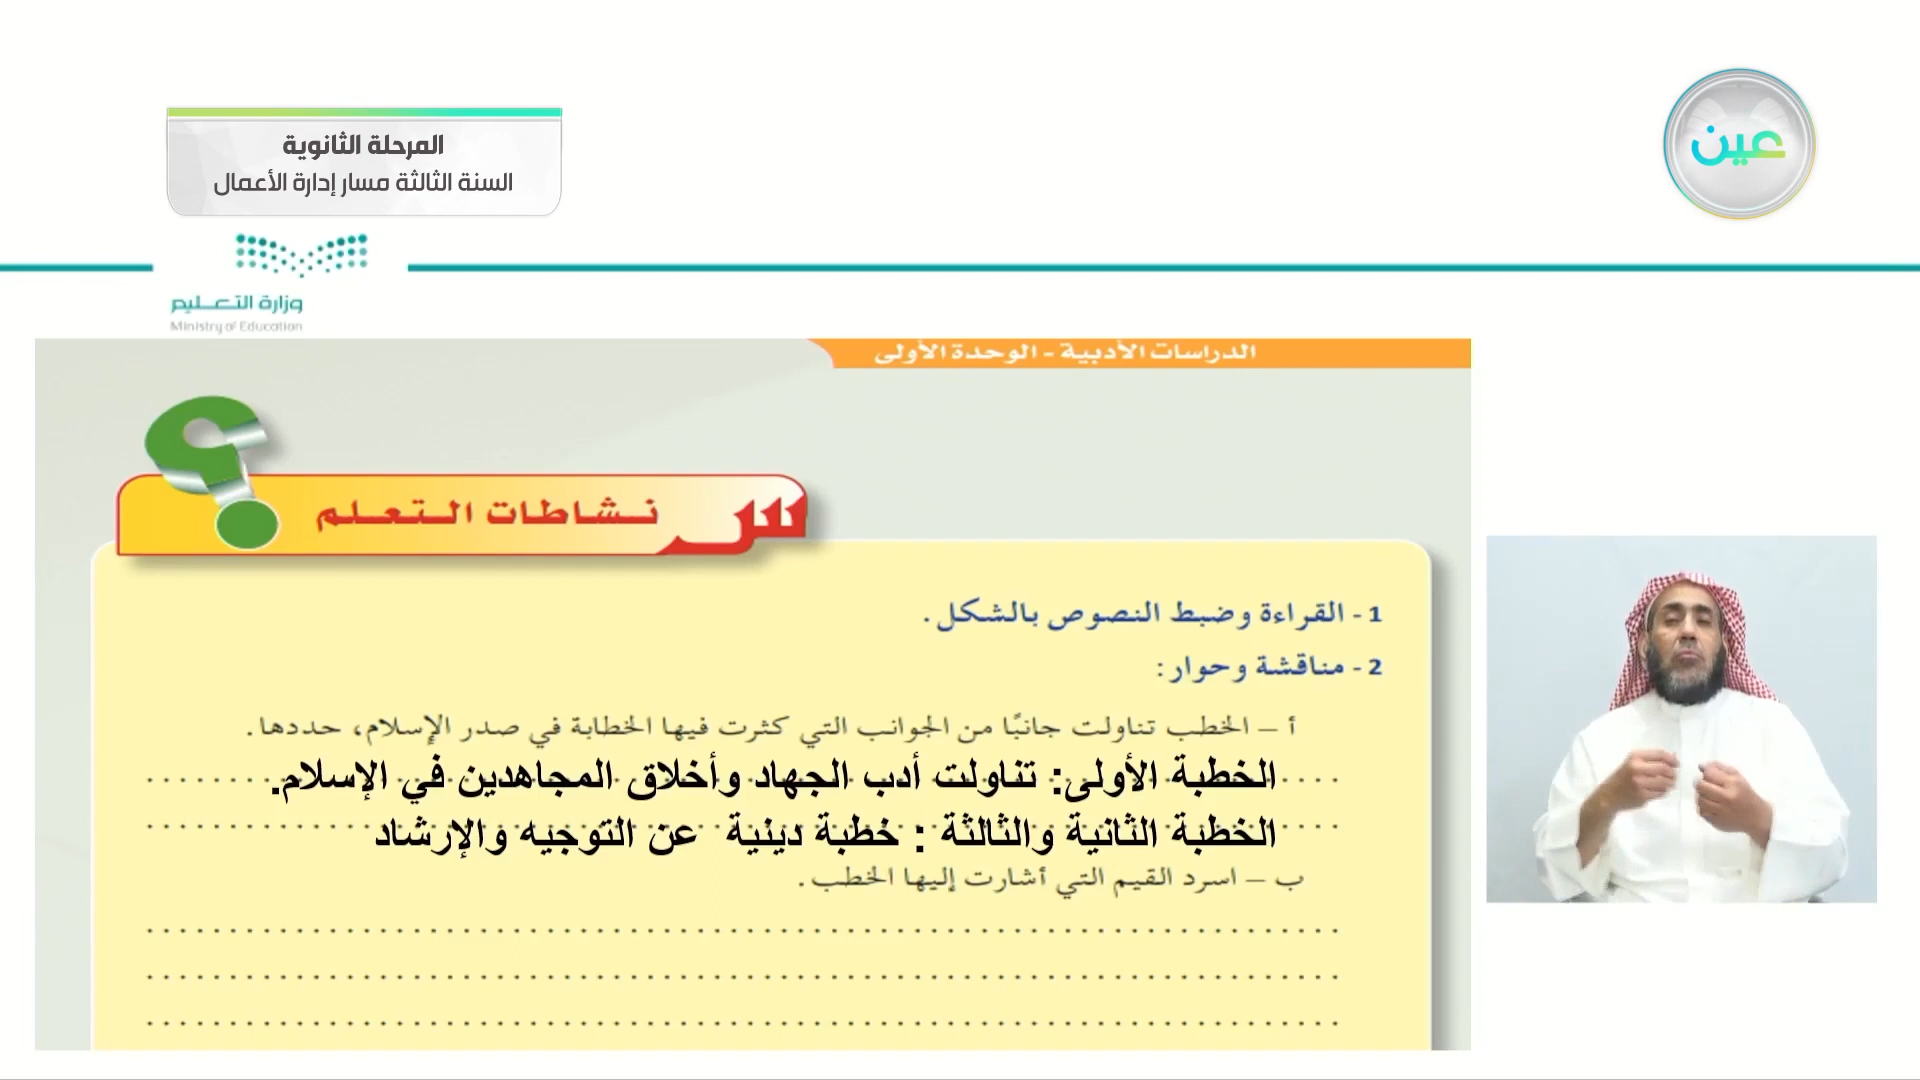 عين
المرحلة الثانوية
السنة الثالثة مسار إدارة الأعمال
وزارة التعليم
Ministry of Education
الدراسات الأدبية - الوحدة الأولى
س نشاطات التعلم ؟
1 - القراءة وضبط النصوص بالشكل .
2 - مناقشة وحوار :
أ – الخطب تناولت جانبًا من الجوانب التي كثرت فيها الخطابة في صدر الإسلام، حددها .
الخطبة الأولى: تناولت أدب الجهاد وأخلاق المجاهدين في الإسلام.
الخطبة الثانية والثالثة : خطبة دينية عن التوجيه والإرشاد
ب – اسرد القيم التي أشارت إليها الخطب .